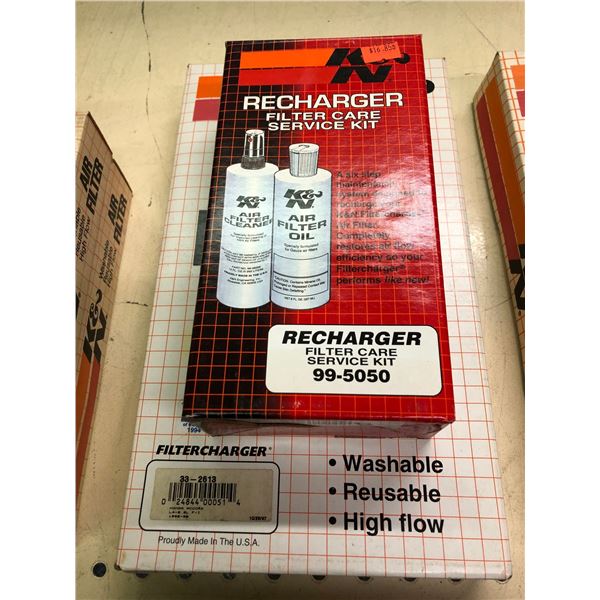 K&N
$16.85
RECHARGER
FILTER CARE
SERVICE KIT
K&N
AIR
FILTER
CLEANER
K&N
AIR
FILTER
OIL
A six step
maintenance
system designed to
recharge your
K&N Filtercharger
Air Filter.
Completely
restores air flow
efficiency so your
Filtercharger®
performs like new!
RECHARGER
FILTER CARE
SERVICE KIT
99-5050
1994
FILTERCHARGER®
33-2613
0 24844 00051 4
HONDA ACCORD
Proudly Made In The U.S.A.
• Washable
• Reusable
• High flow
AIR
FILTER
K&N